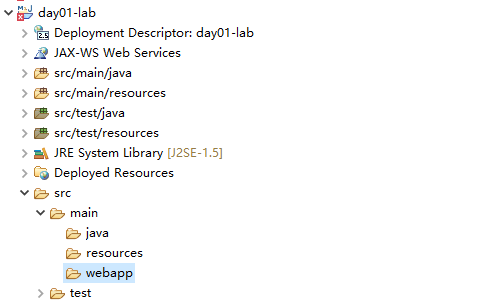 day01-lab
Deployment Descriptor: day01-lab
JAX-WS Web Services
src/main/java
src/main/resources
src/test/java
src/test/resources
JRE System Library [J2SE-1.5]
Deployed Resources
src
main
java
resources
webapp
test